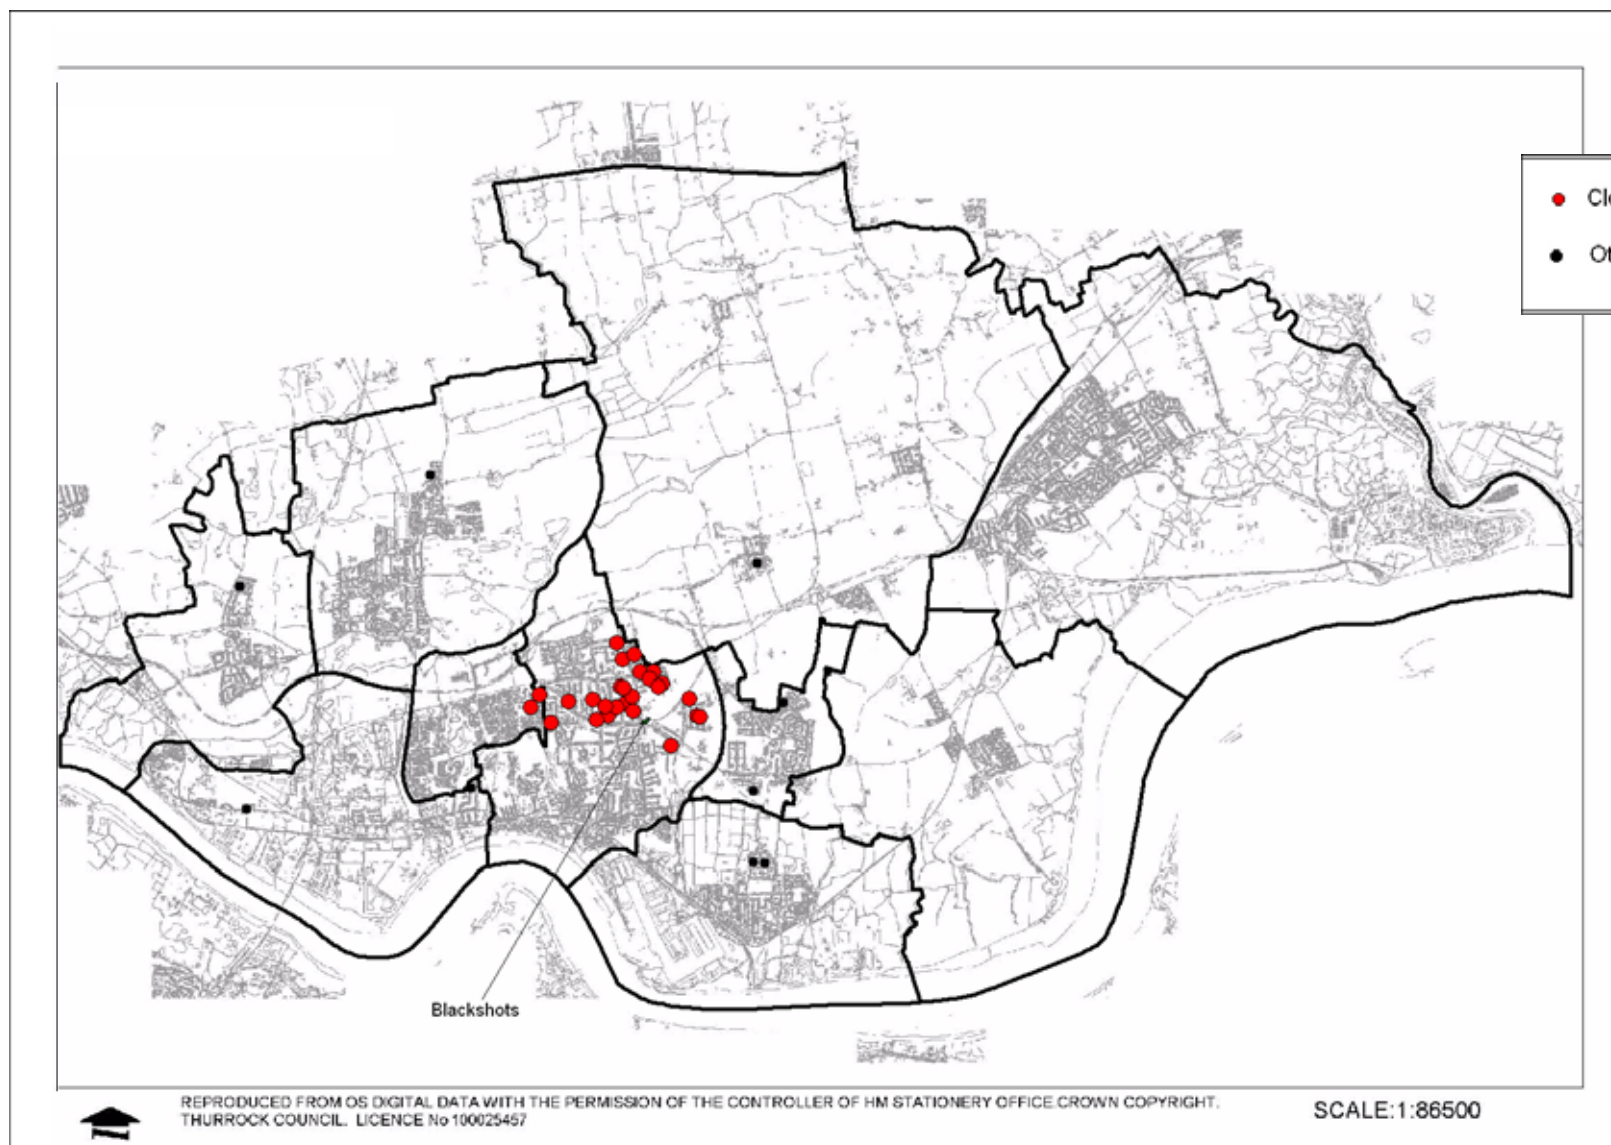 Blackshots
REPRODUCED FROM OS DIGITAL DATA WITH THE PERMISSION OF THE CONTROLLER OF HM STATIONERY OFFICE.CROWN COPYRIGHT.
THURROCK COUNCIL. LICENCE No 100025457
SCALE:1:86500